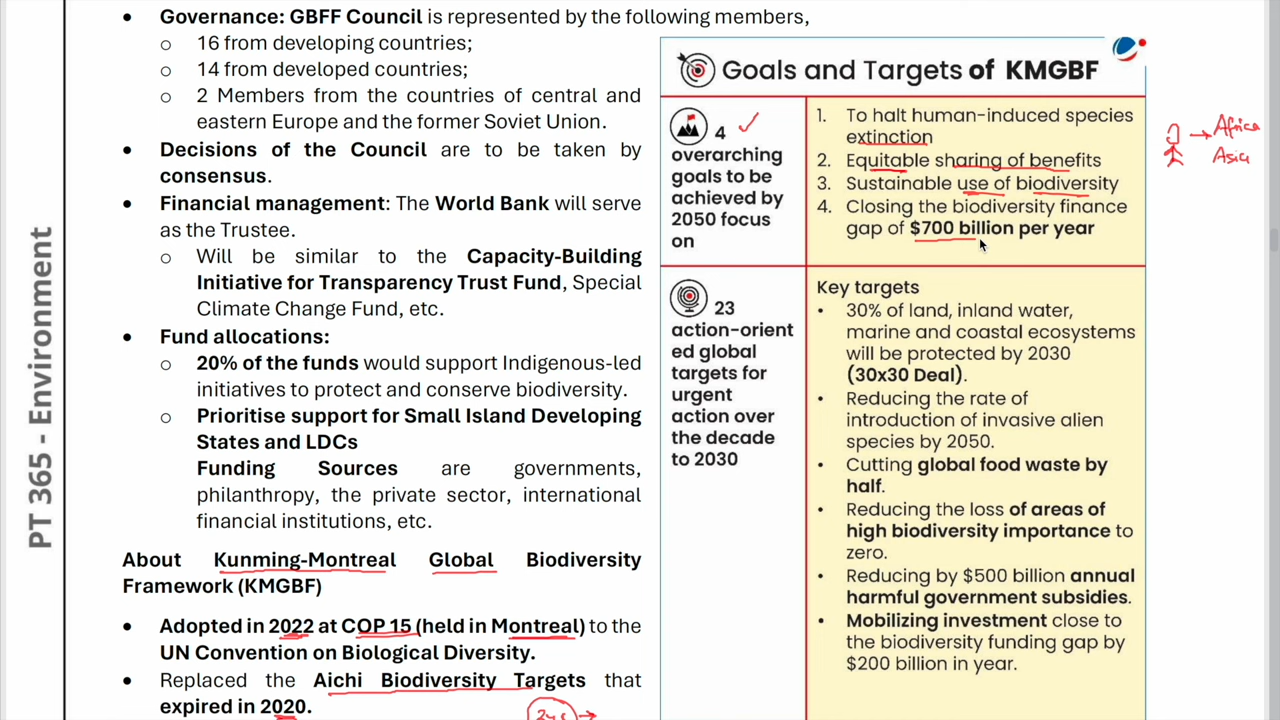 PT 365 - Environment
• Governance: GBFF Council is represented by the following members,
o 16 from developing countries;
o 14 from developed countries;
o 2 Members from the countries of central and
eastern Europe and the former Soviet Union.
• Decisions of the Council are to be taken by
consensus.
• Financial management: The World Bank will serve
as the Trustee.
o Will be similar to the Capacity-Building
Initiative for Transparency Trust Fund, Special
Climate Change Fund, etc.
• Fund allocations:
o 20% of the funds would support Indigenous-led
initiatives to protect and conserve biodiversity.
o Prioritise support for Small Island Developing
States and LDCs
Funding Sources are governments,
philanthropy, the private sector, international
financial institutions, etc.
About Kunming-Montreal Global Biodiversity
Framework (KMGBF)
• Adopted in 2022 at COP 15 (held in Montreal) to the
UN Convention on Biological Diversity.
• Replaced the Aichi Biodiversity Targets that
expired in 2020.
Goals and Targets of KMGBF
4
overarching
goals to be
achieved by
2050 focus
on
1. To halt human-induced species
extinction
2. Equitable sharing of benefits
3. Sustainable use of biodiversity
4. Closing the biodiversity finance
gap of $700 billion per year
23
action-orient
ed global
targets for
urgent
action over
the decade
to 2030
Key targets
• 30% of land, inland water,
marine and coastal ecosystems
will be protected by 2030
(30x30 Deal).
• Reducing the rate of
introduction of invasive alien
species by 2050.
• Cutting global food waste by
half.
• Reducing the loss of areas of
high biodiversity importance to
zero.
• Reducing by $500 billion annual
harmful government subsidies.
• Mobilizing investment close to
the biodiversity funding gap by
$200 billion in year.
→ Africa
Asia